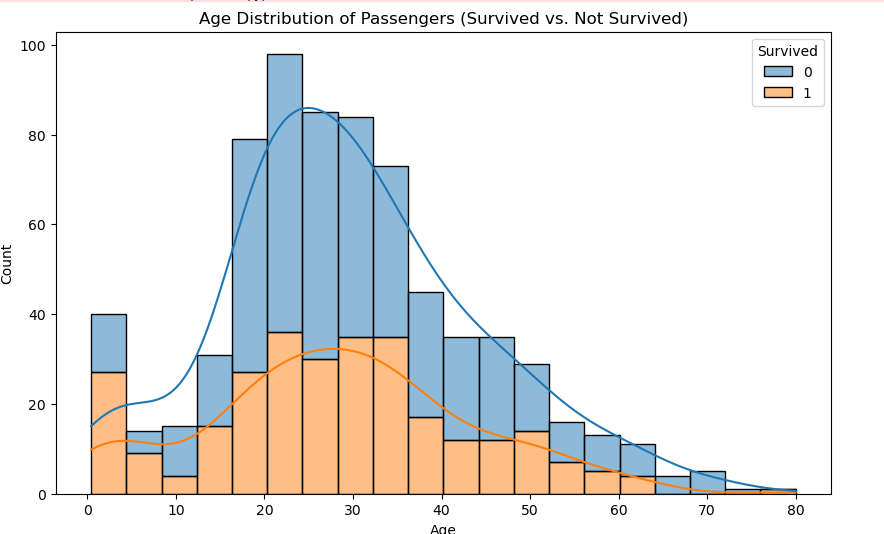 Age Distribution of Passengers (Survived vs. Not Survived)
Survived
0
1
Count
100
80
60
40
20
0
0 10 20 30 40 50 60 70 80
Age